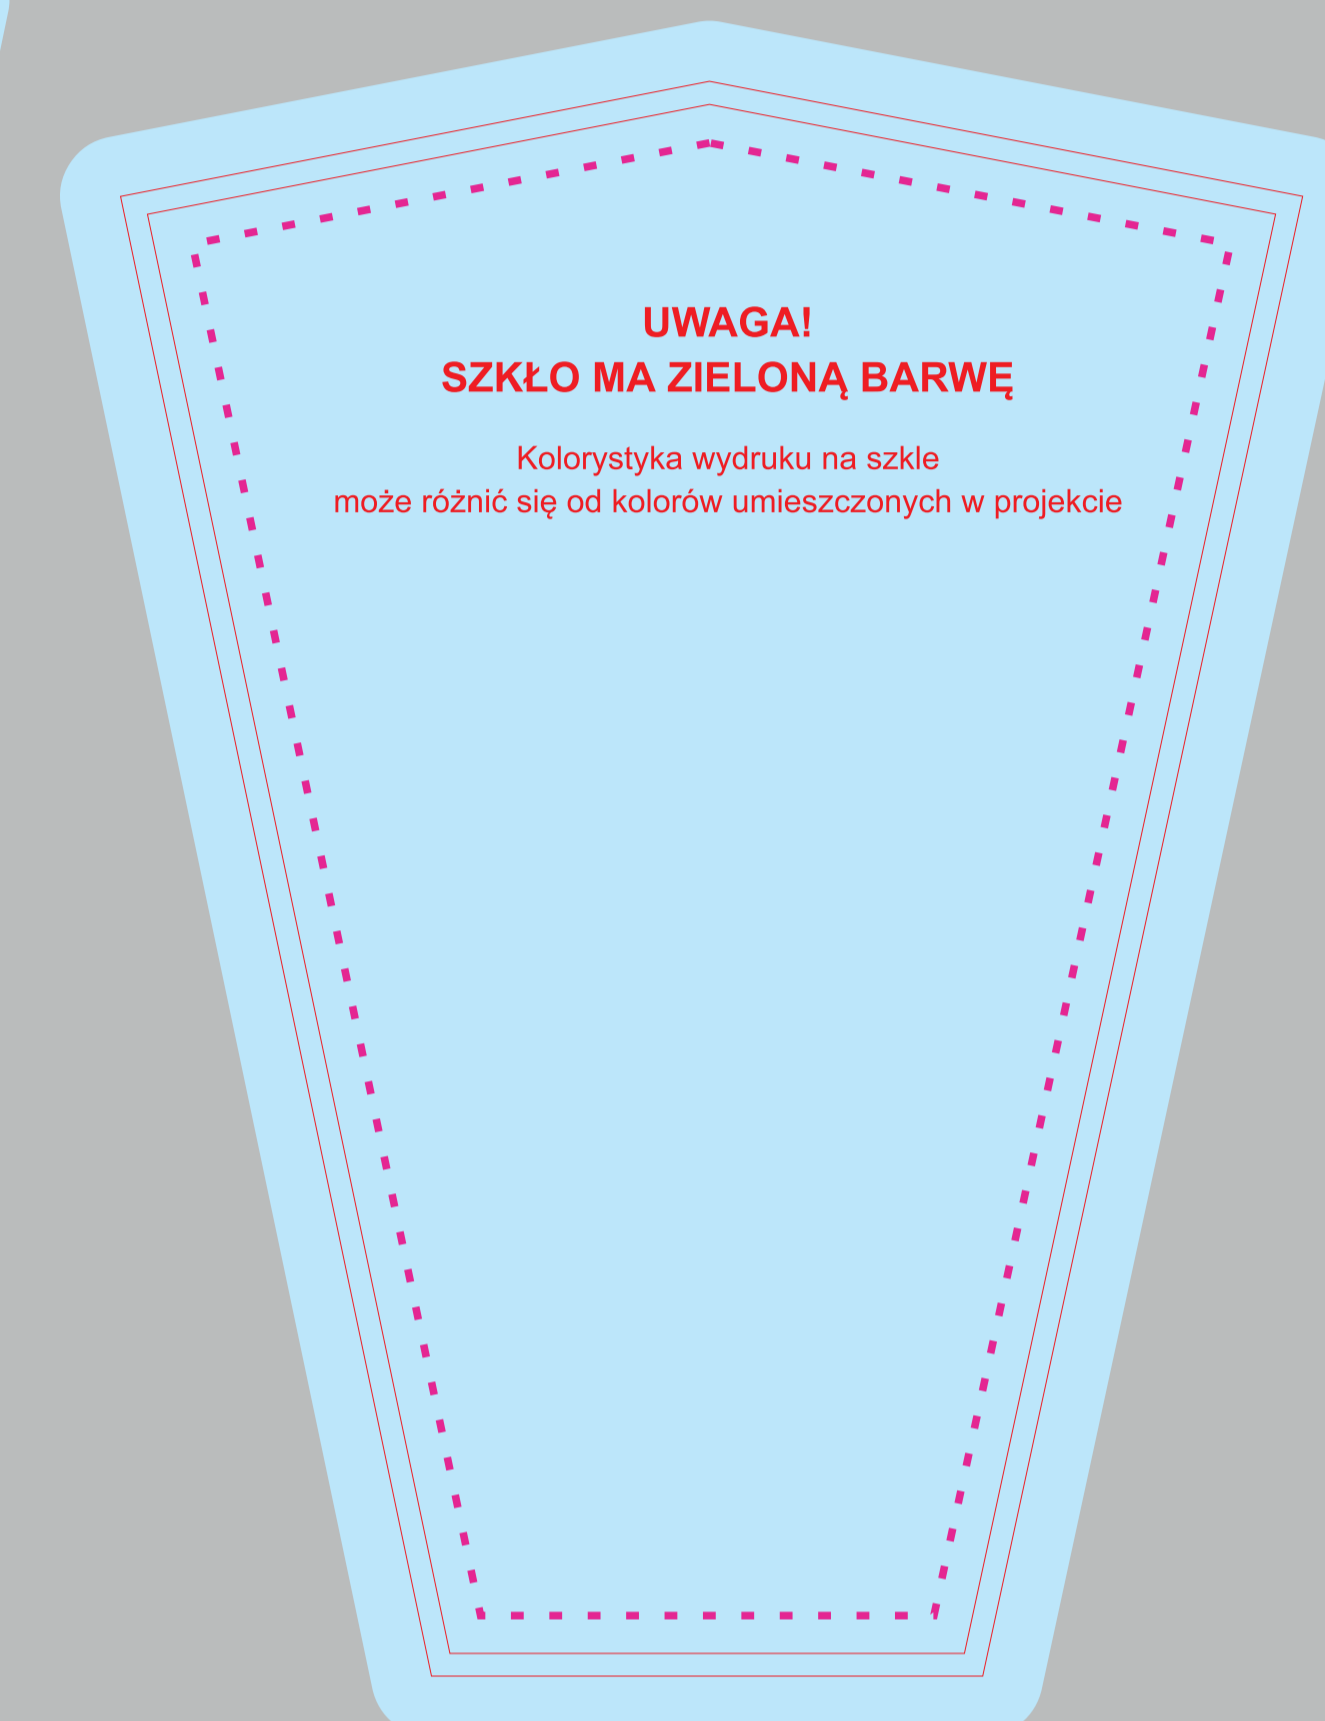 UWAGA!
SZKŁO MA ZIELONĄ BARWĘ
Kolorystyka wydruku na szkle
może różnić się od kolorów umieszczonych w projekcie